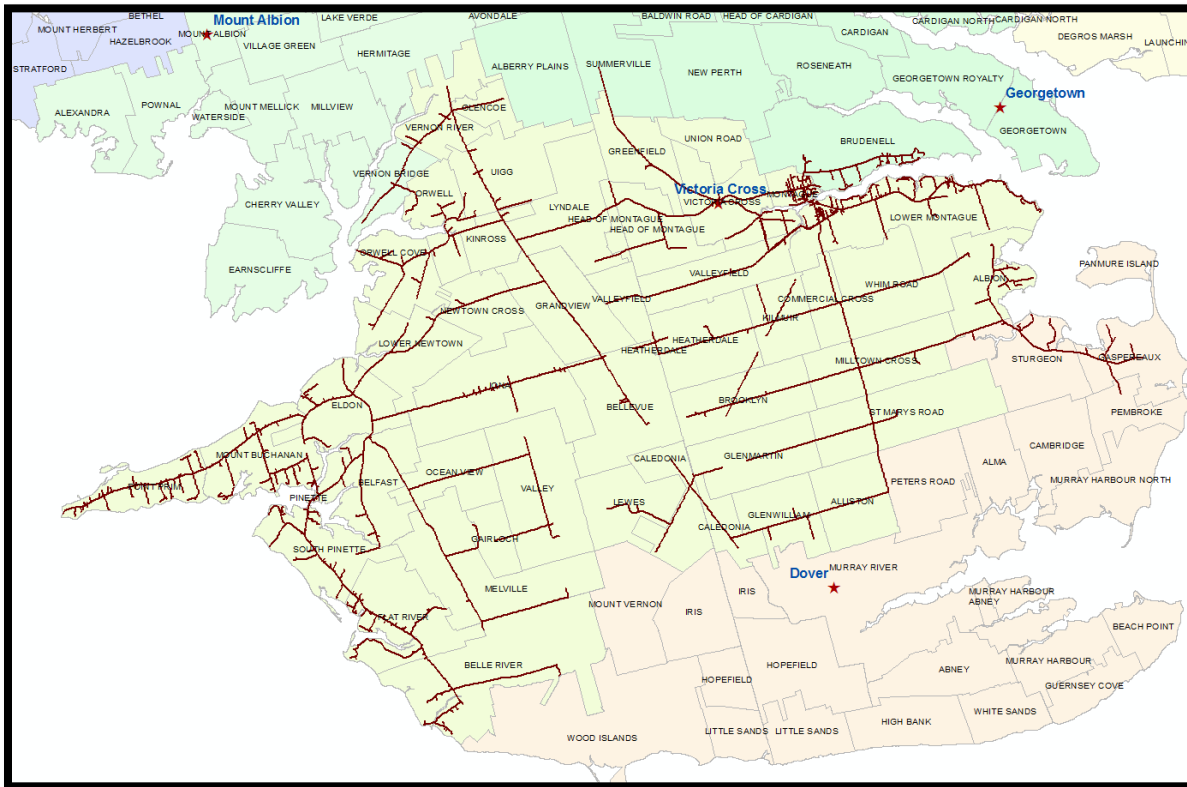 BETHEL
AVONDALE
BALDWIN ROAD
HEAD OF CARDIGAN
CARDIGAN NORTH
CARDIGAN NORTH
Mount Albion
LAKE VERDE
MOUNT HERBERT
MOUNT ALBION
HAZELBROOK
VILLAGE GREEN
HERMITAGE
CARDIGAN
DEGROS MARSH
STRATFORD
ALBERRY PLAINS
SUMMERVILLE
NEW PERTH
ROSENEATH
GEORGETOWN ROYALTY
Georgetown
ALEXANDRA
POWNAL
WATERSIDE
MOUNT MELLICK
MILLVIEW
GLENCOE
VERNON RIVER
UNION ROAD
GEORGETOWN
GREENFIELD
BRUDENELL
VERNON BRIDGE
UIGG
ORWELL
Victoria Cross
VICTORIA CROSS
CHERRY VALLEY
LYNDALE
HEAD OF MONTAGUE
HEAD OF MONTAGUE
LOWER MONTAGUE
KINROSS
ORWELL COVE
EARNSCLIFFE
VALLEYFIELD
PANMURE ISLAND
ALBION
WHIM ROAD
VALLEYFIELD
COMMERCIAL CROSS
GRANDVIEW
NEWTOWN CROSS
KILMUIR
LOWER NEWTOWN
HEATHERDALE
HEATHERDALE
MILLTOWN CROSS
STURGEON
GASPEREAUX
IONA
ELDON
BELLEVUE
BROCKLYN
ST MARYS ROAD
PEMBROKE
CAMBRIDGE
MOUNT BUCHANAN
CALEDONIA
GLENMARTIN
ALMA
OCEAN VIEW
BELFAST
PETERS ROAD
MURRAY HARBOUR NORTH
POINT PRIM
VALLEY
PINETTE
LEWES
ALLISTON
GLENWILLIAM
CALEDONIA
GAIRLOCH
SOUTH PINETTE
Dover
MURRAY RIVER
MELVILLE
IRIS
MURRAY HARBOUR
ABNEY
MOUNT VERNON
IRIS
FLAT RIVER
BEACH POINT
BELLE RIVER
HOPEFIELD
ABNEY
MURRAY HARBOUR
HOPEFIELD
GUERNSEY COVE
WHITE SANDS
HIGH BANK
LITTLE SANDS
LITTLE SANDS
WOOD ISLANDS